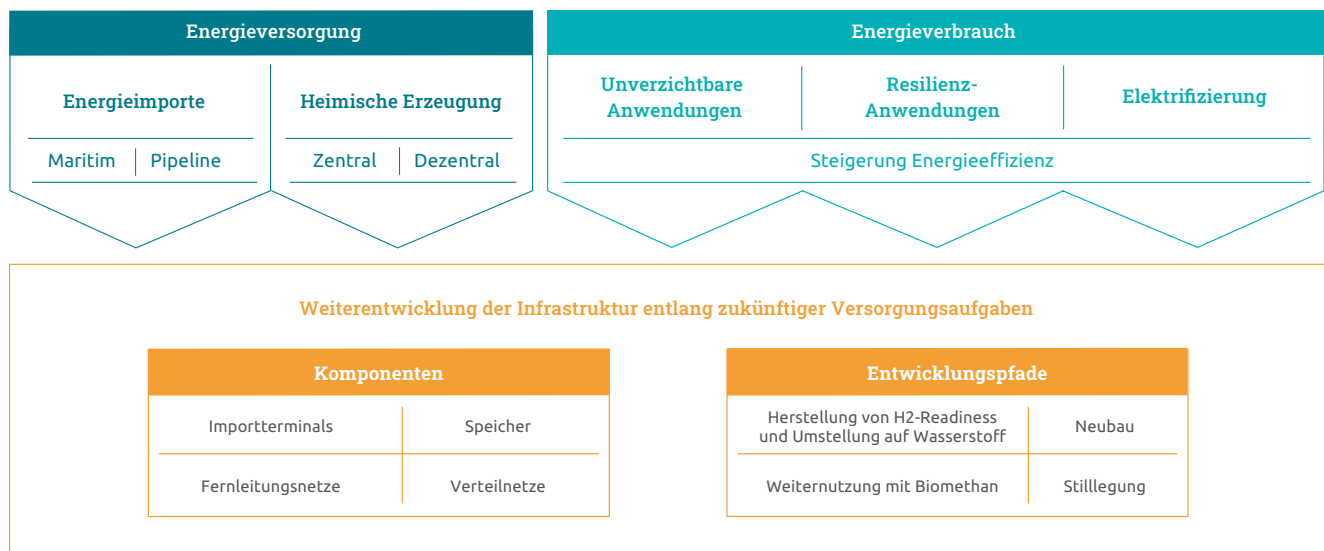 Energieversorgung
Energieimporte
Heimische Erzeugung
Maritim
Pipeline
Zentral
Dezentral
Energieverbrauch
Unverzichtbare
Anwendungen
Resilienz-
Anwendungen
Elektrifizierung
Steigerung Energieeffizienz
Weiterentwicklung der Infrastruktur entlang zukünftiger Versorgungsaufgaben
Komponenten
Importterminals
Speicher
Fernleitungsnetze
Verteilnetze
Entwicklungspfade
Herstellung von H2-Readiness
und Umstellung auf Wasserstoff
Neubau
Weiternutzung mit Biomethan
Stilllegung